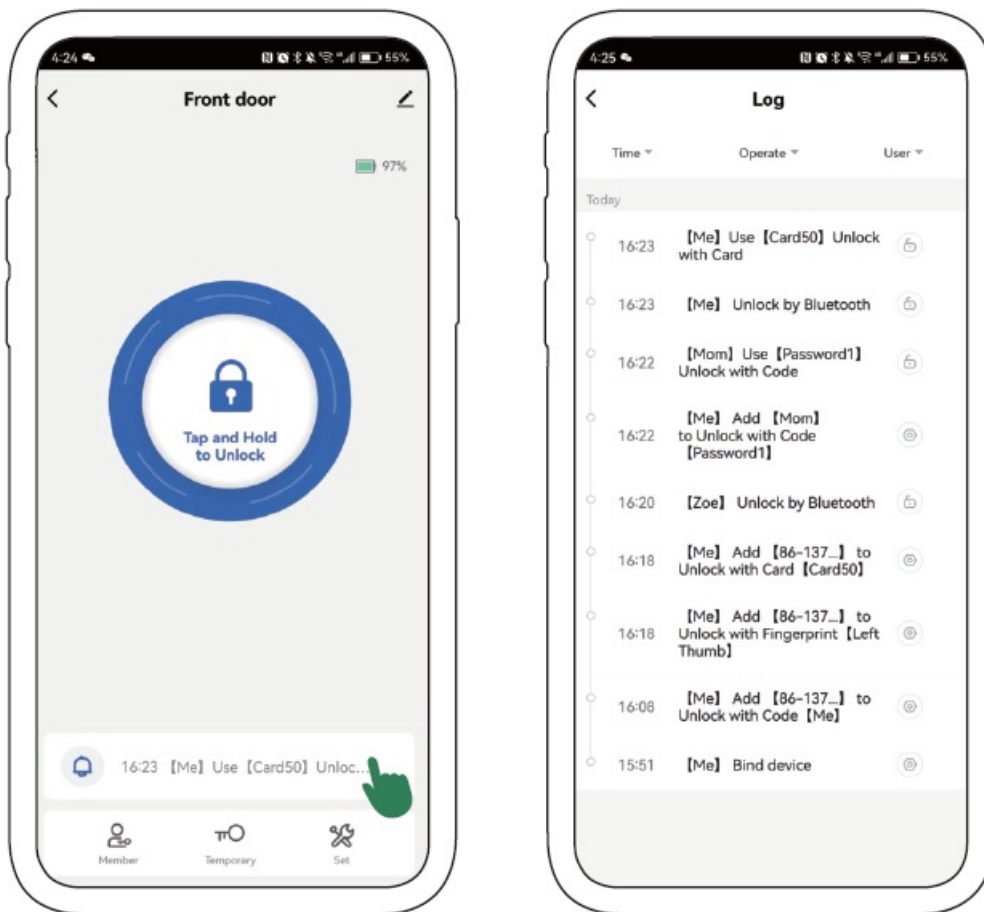 4:24
55%
Front door
97%
Tap and Hold
to Unlock
16:23 【Me】Use【Card50】Unloc...
Member
Temporary
Set
4:25
55%
Log
Time
Operate
User
Today
16:23
【Me】Use【Card50】Unlock
with Card
16:23
【Me】 Unlock by Bluetooth
16:22
【Mom】Use【Password1】
Unlock with Code
16:22
【Me】 Add 【Mom】
to Unlock with Code
【Password1】
16:20
【Zoe】 Unlock by Bluetooth
16:18
【Me】 Add 【86-137...】 to
Unlock with Card【Card50】
16:18
【Me】 Add 【86-137...】 to
Unlock with Fingerprint【Left
Thumb】
16:08
【Me】 Add 【86-137...】 to
Unlock with Code【Me】
15:51
【Me】 Bind device